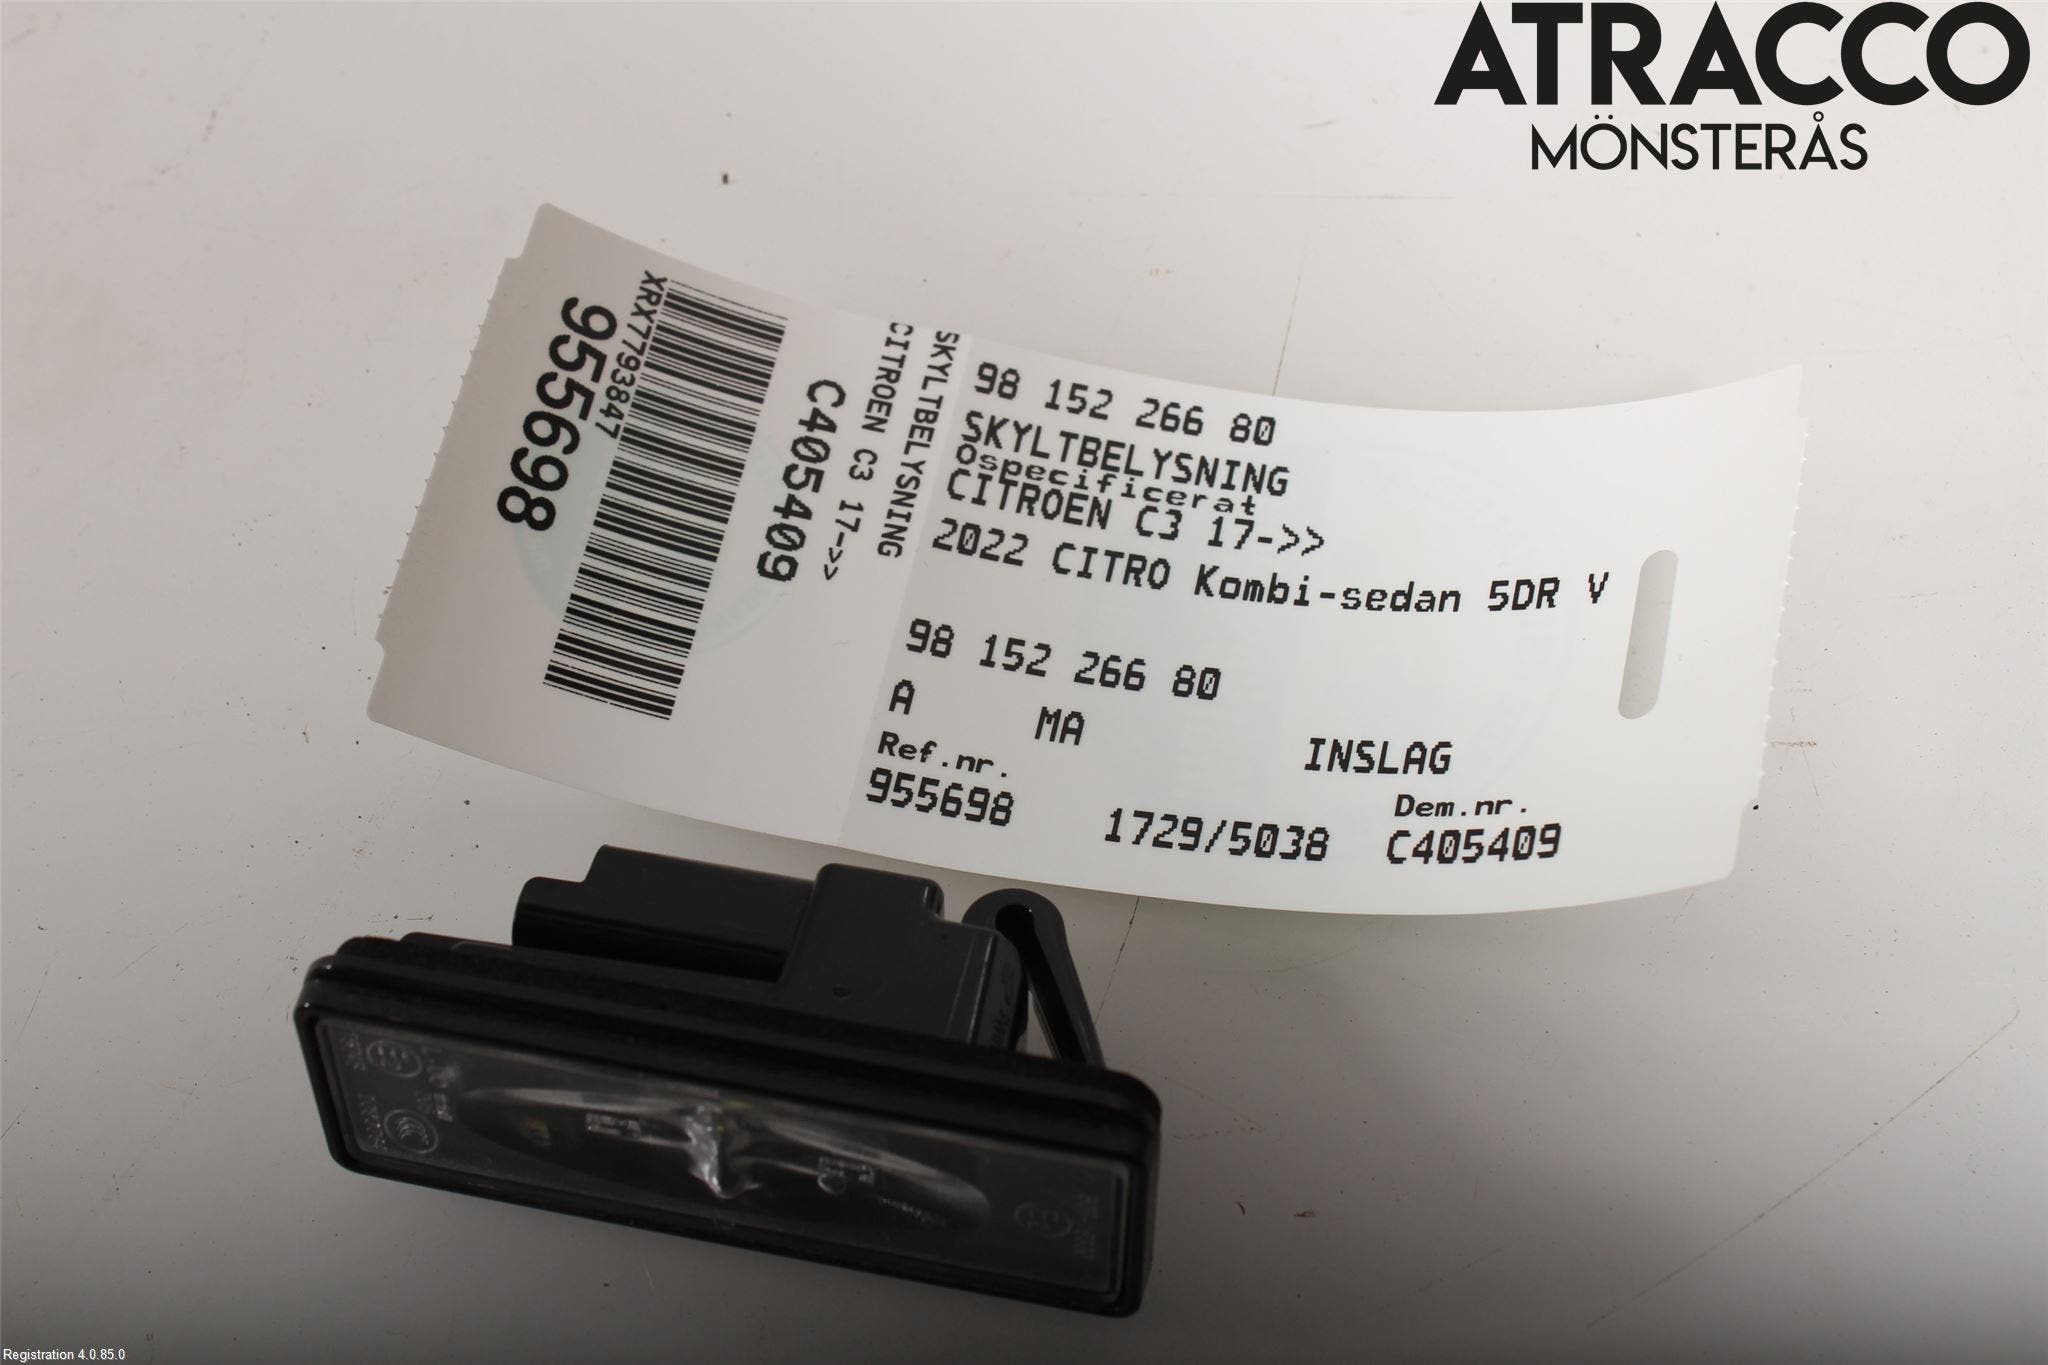 ATRACCO
MÖNSTERÅS
955698
XRX7793847
C405409
CITROEN C3 17->>
SKYLTBELYSNING
98 152 266 80
SKYLTBELYSNING
Ospecificerat
CITROEN C3 17->>
2022 CITRO Kombi-sedan 5DR V
98 152 266 80
A MA INSLAG
Ref.nr. Dem.nr.
955698 1729/5038 C405409
Registration 4.0.85.0